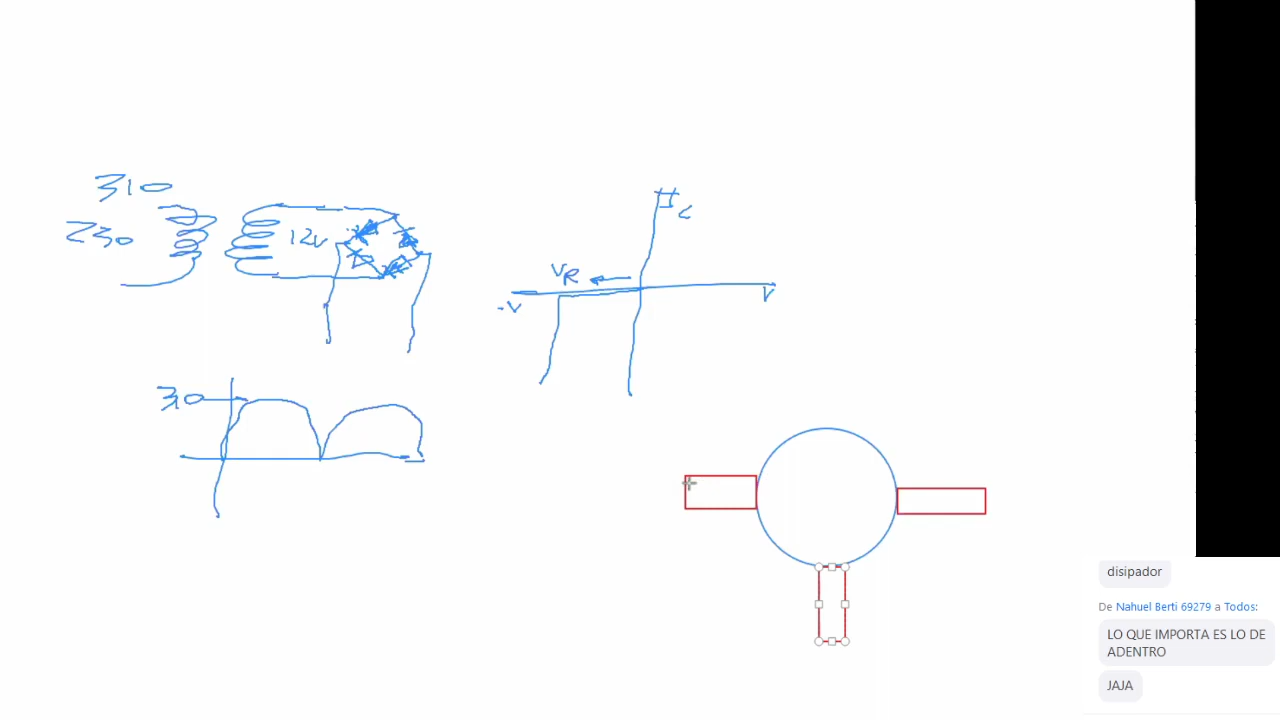 310
230
12V
IC
VR
-V
V
310
disipador
De Nahuel Berti 69279 a Todos:
LO QUE IMPORTA ES LO DE
ADENTRO
JAJA